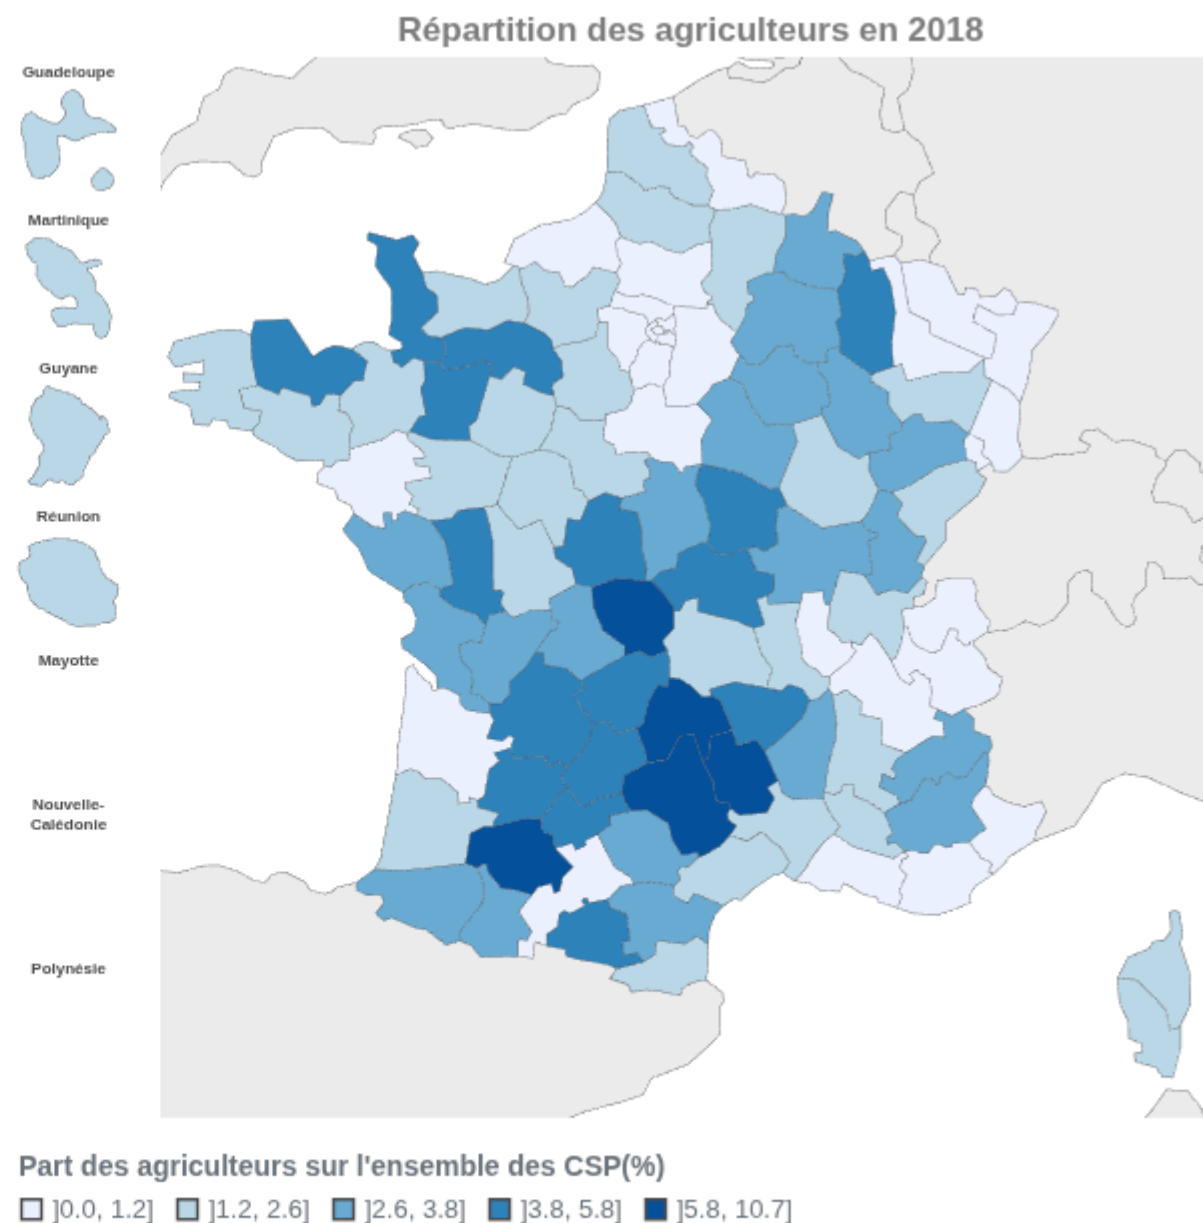 Répartition des agriculteurs en 2018
Guadeloupe
Martinique
Guyane
Réunion
Mayotte
Nouvelle-
Calédonie
Polynésie
Part des agriculteurs sur l'ensemble des CSP(%)
]0.0, 1.2] ]1.2, 2.6] ]2.6, 3.8] ]3.8, 5.8] ]5.8, 10.7]